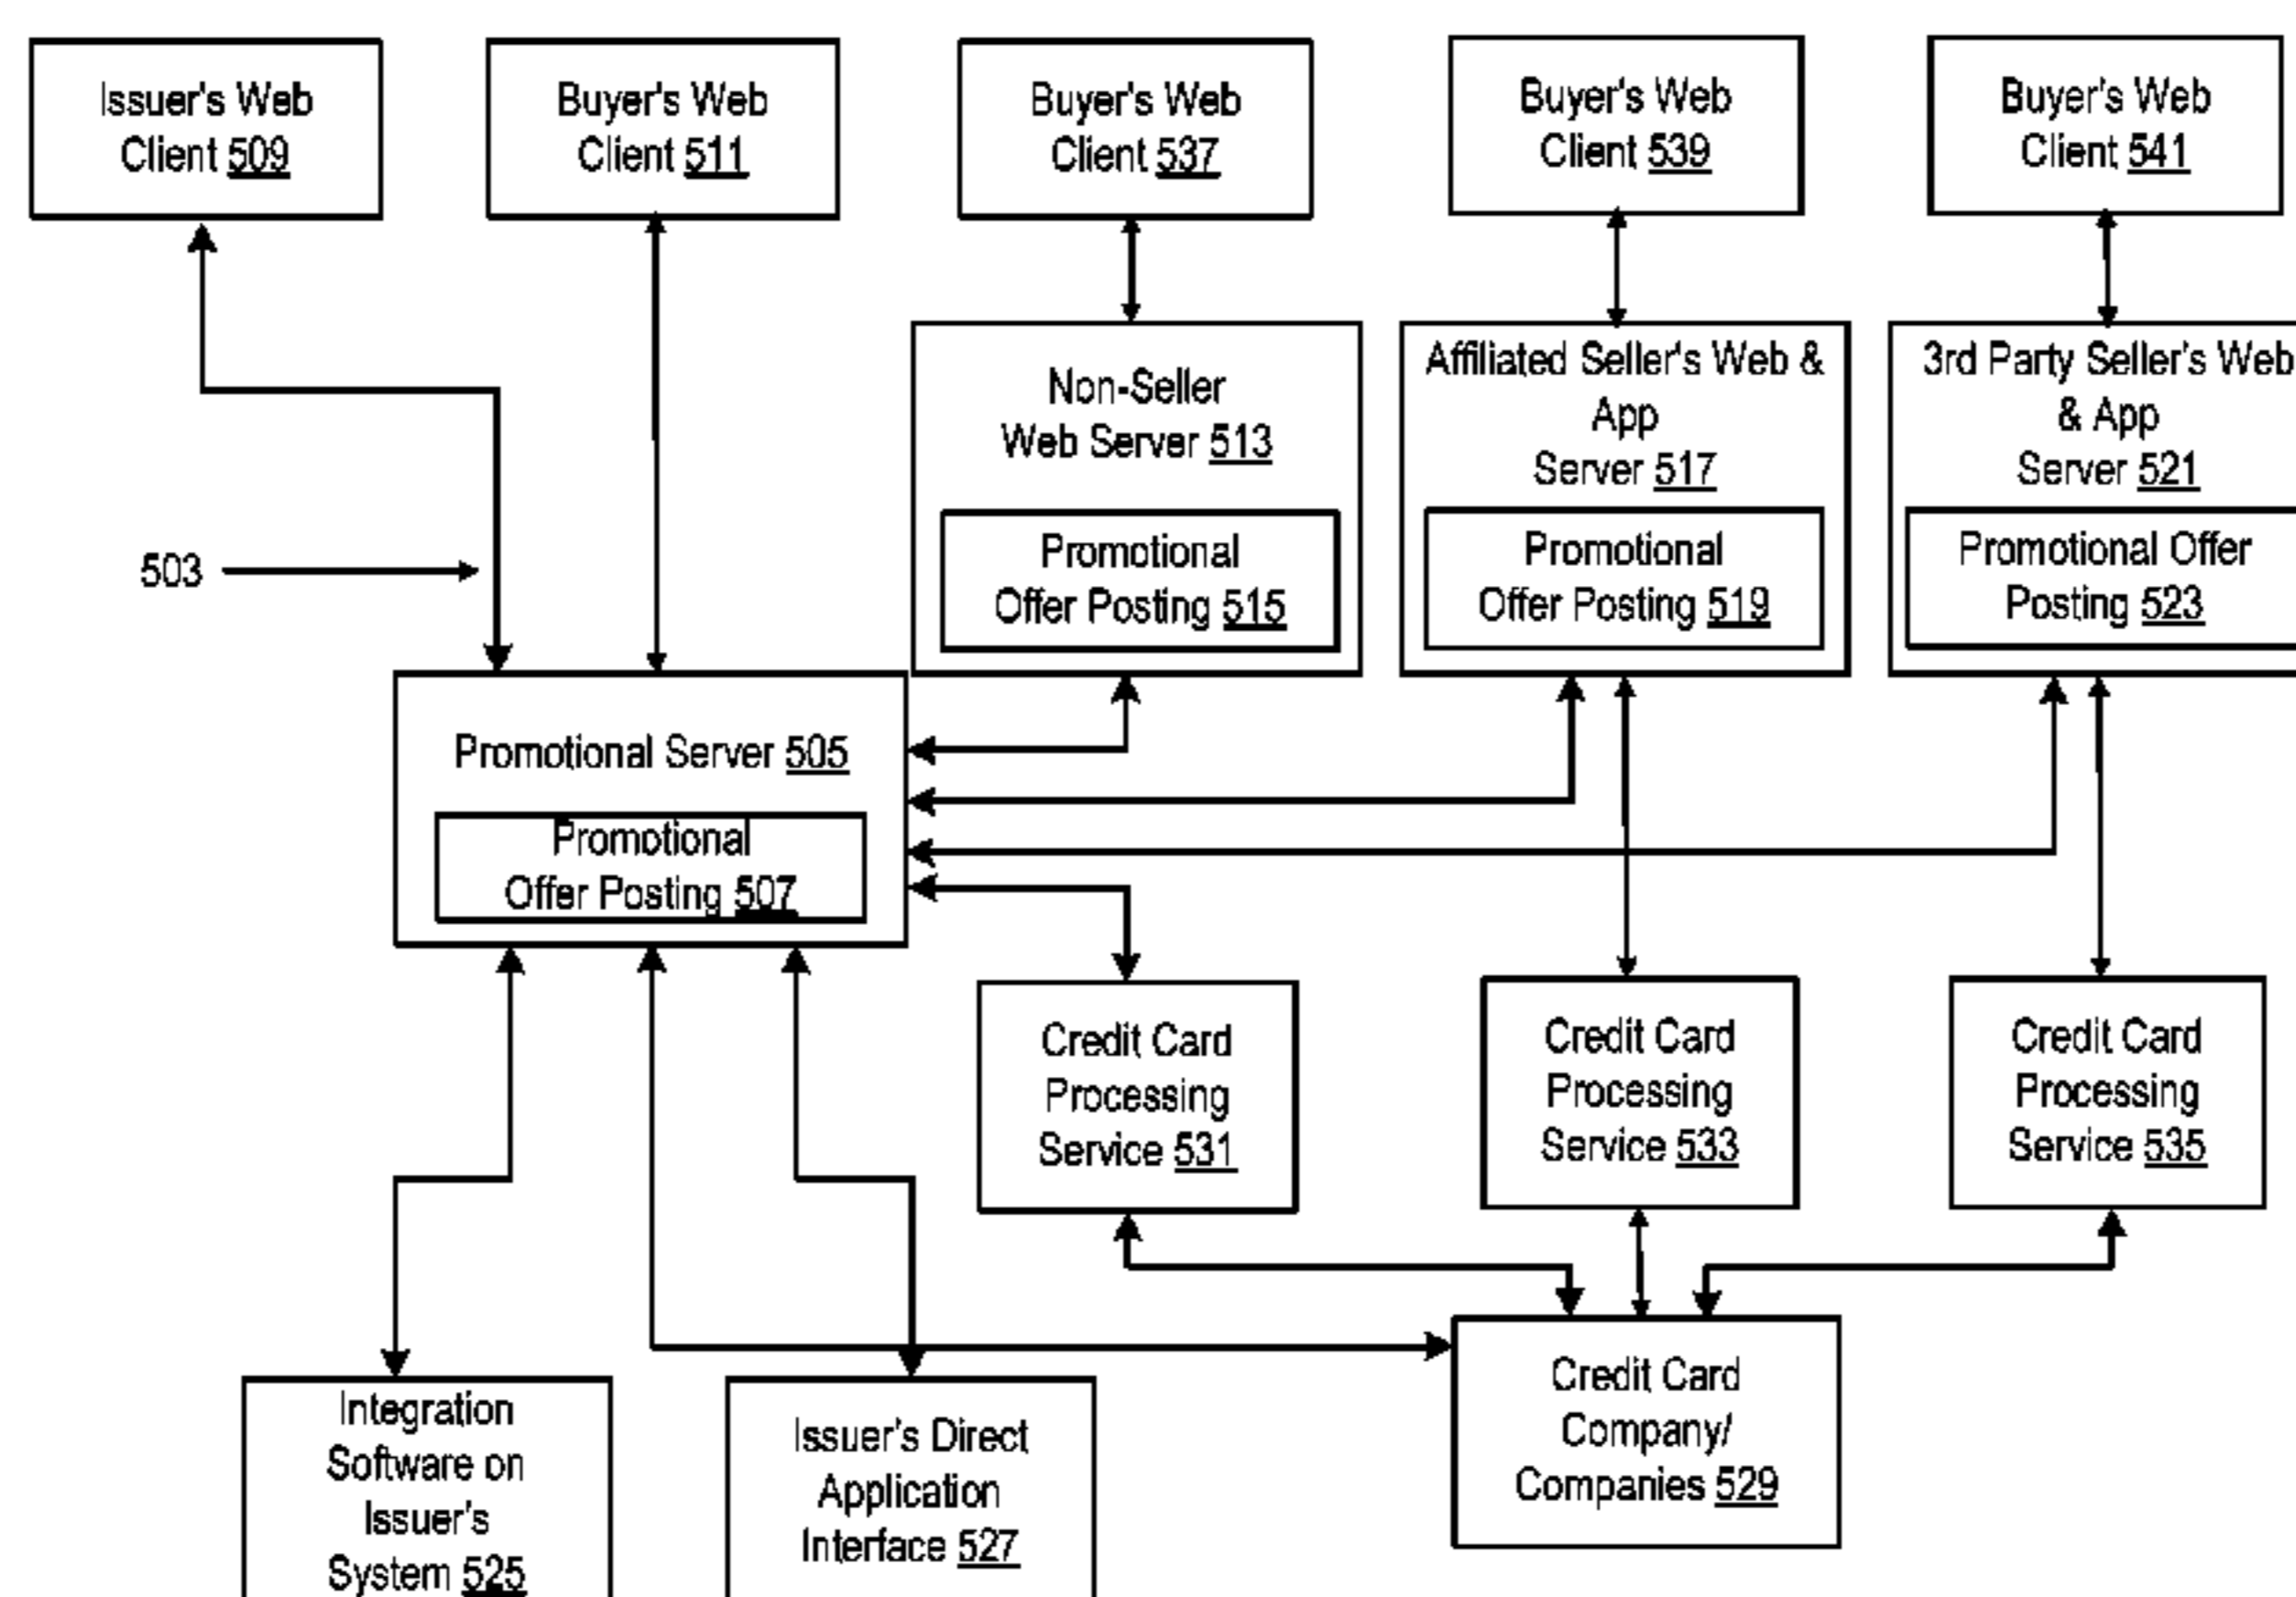 Issuer's Web
Client 509
Buyer's Web
Client 511
Buyer's Web
Client 537
Buyer's Web
Client 539
Buyer's Web
Client 541
Non-Seller
Web Server 513
Promotional
Offer Posting 515
Affiliated Seller's Web &
App
Server 517
Promotional
Offer Posting 519
3rd Party Seller's Web
& App
Server 521
Promotional Offer
Posting 523
503
Promotional Server 505
Promotional
Offer Posting 507
Credit Card
Processing
Service 531
Credit Card
Processing
Service 533
Credit Card
Processing
Service 535
Integration
Software on
Issuer's
System 525
Issuer's Direct
Application
Interface 527
Credit Card
Company/
Companies 529